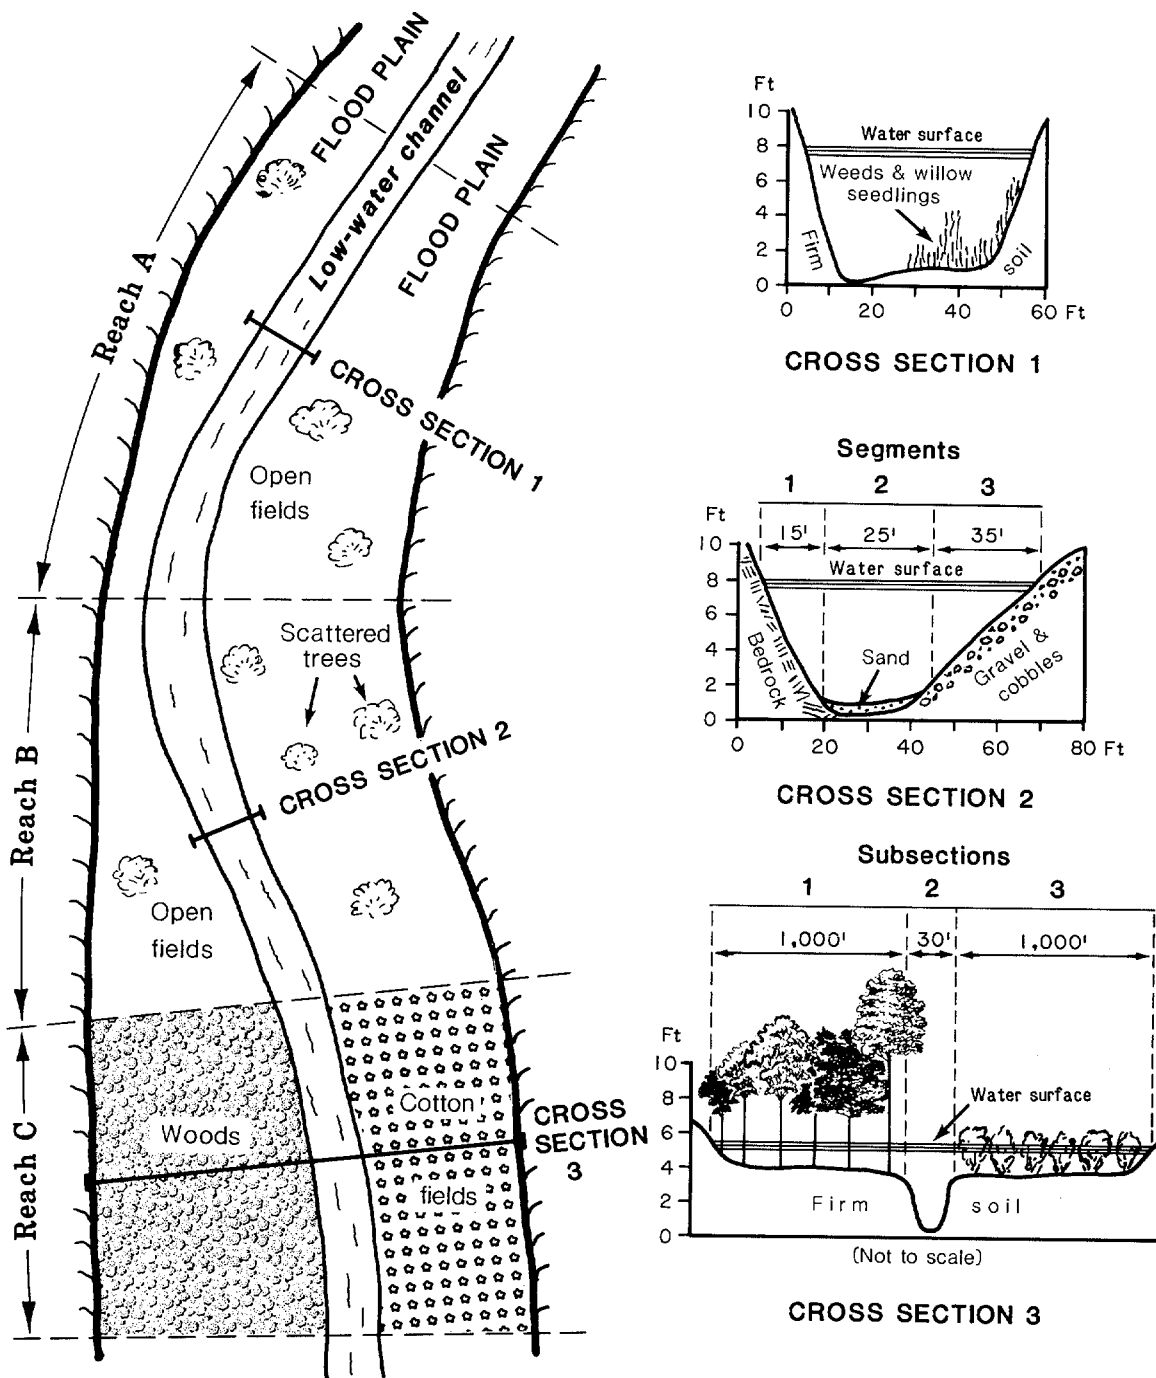 FLOOD PLAIN
Low-water channel
FLOOD PLAIN
Reach A
CROSS SECTION 1
Open
fields
Scattered
trees
CROSS SECTION 2
Reach B
Open
fields
Reach C
Woods
Cotton
fields
CROSS
SECTION
3
Ft
10
8
6
4
2
0
Water surface
Weeds & willow
seedlings
Firm
soil
0 20 40 60 Ft
CROSS SECTION 1
Segments
1 2 3
Ft
15' 25' 35'
10
8
6
4
2
0
Water surface
Bedrock
Sand
Gravel &
cobbles
0 20 40 60 80 Ft
CROSS SECTION 2
Subsections
1 2 3
1,000' 30' 1,000'
Ft
10
8
6
4
2
0
Water surface
Firm soil
(Not to scale)
CROSS SECTION 3